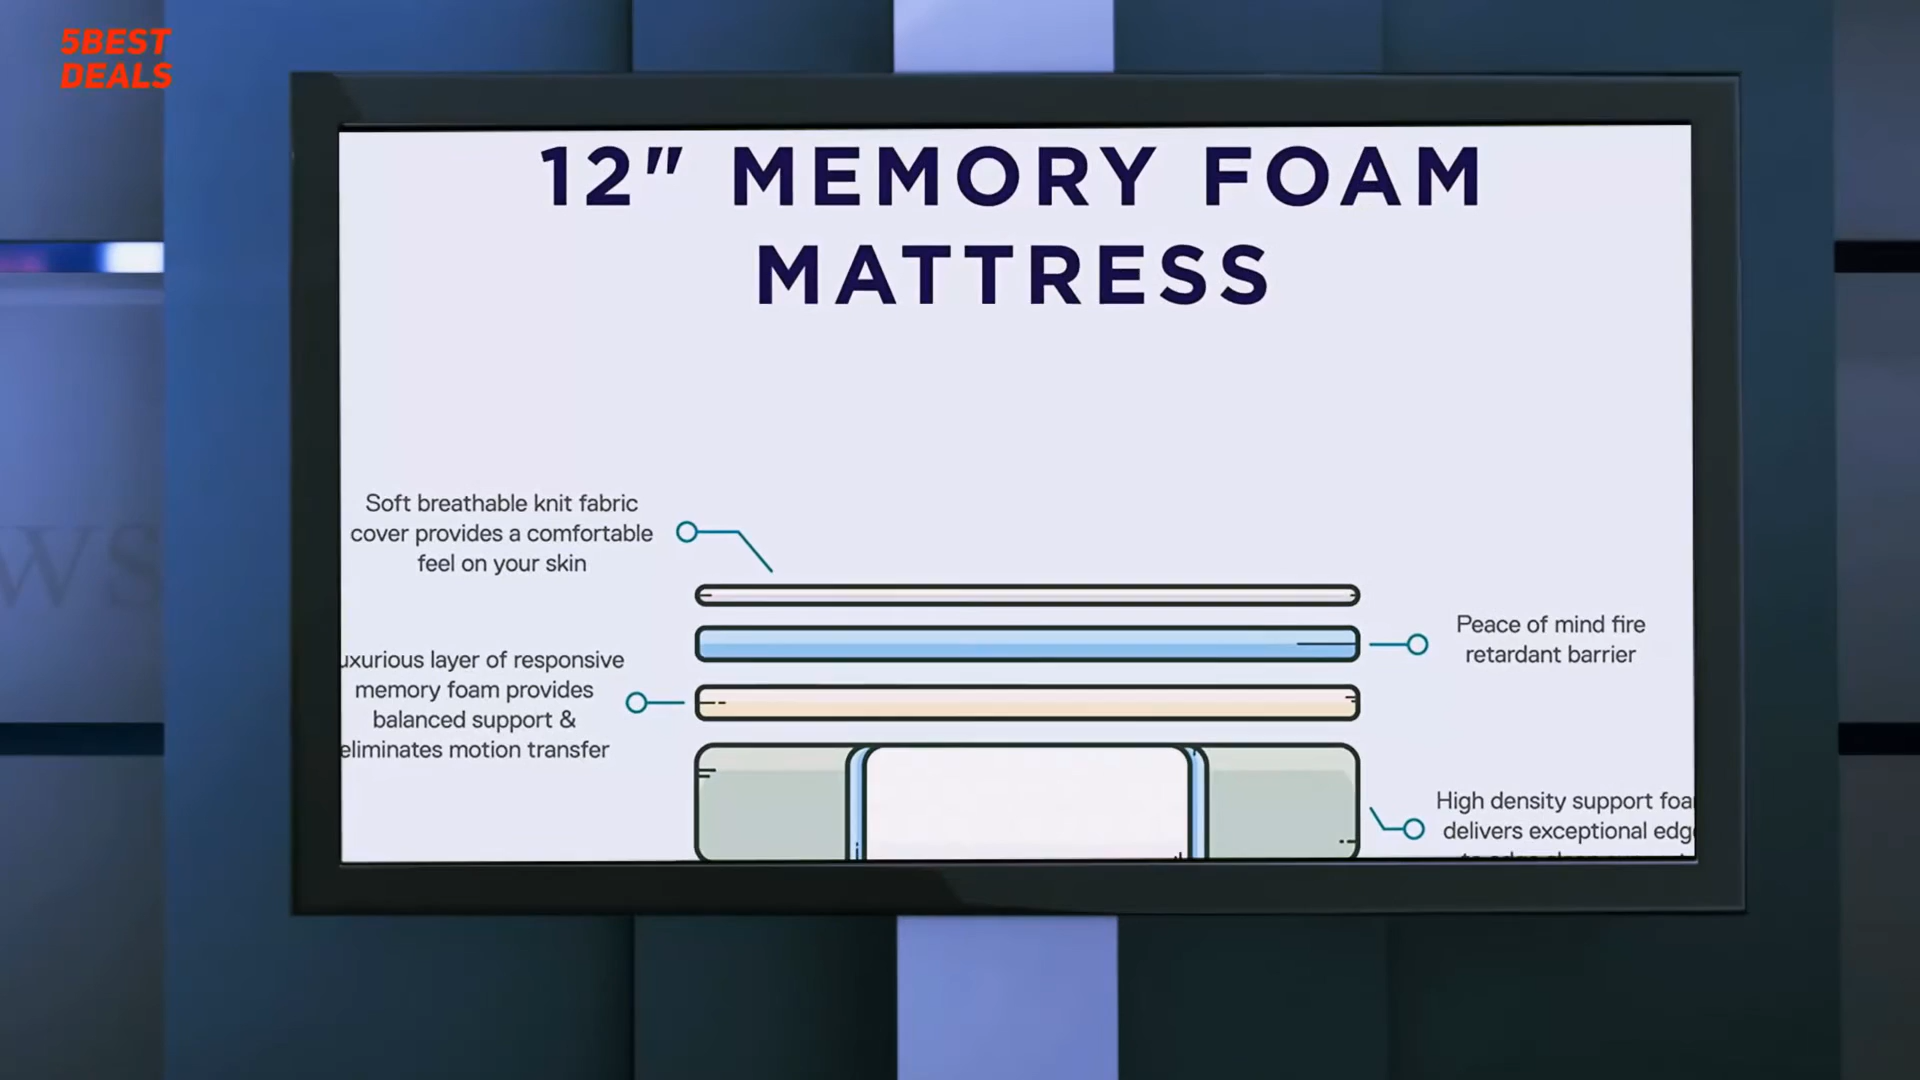 5BEST
DEALS
12" MEMORY FOAM
MATTRESS
Soft breathable knit fabric
cover provides a comfortable
feel on your skin
uxurious layer of responsive
memory foam provides
balanced support &
eliminates motion transfer
Peace of mind fire
retardant barrier
High density support foa
delivers exceptional edg
WS